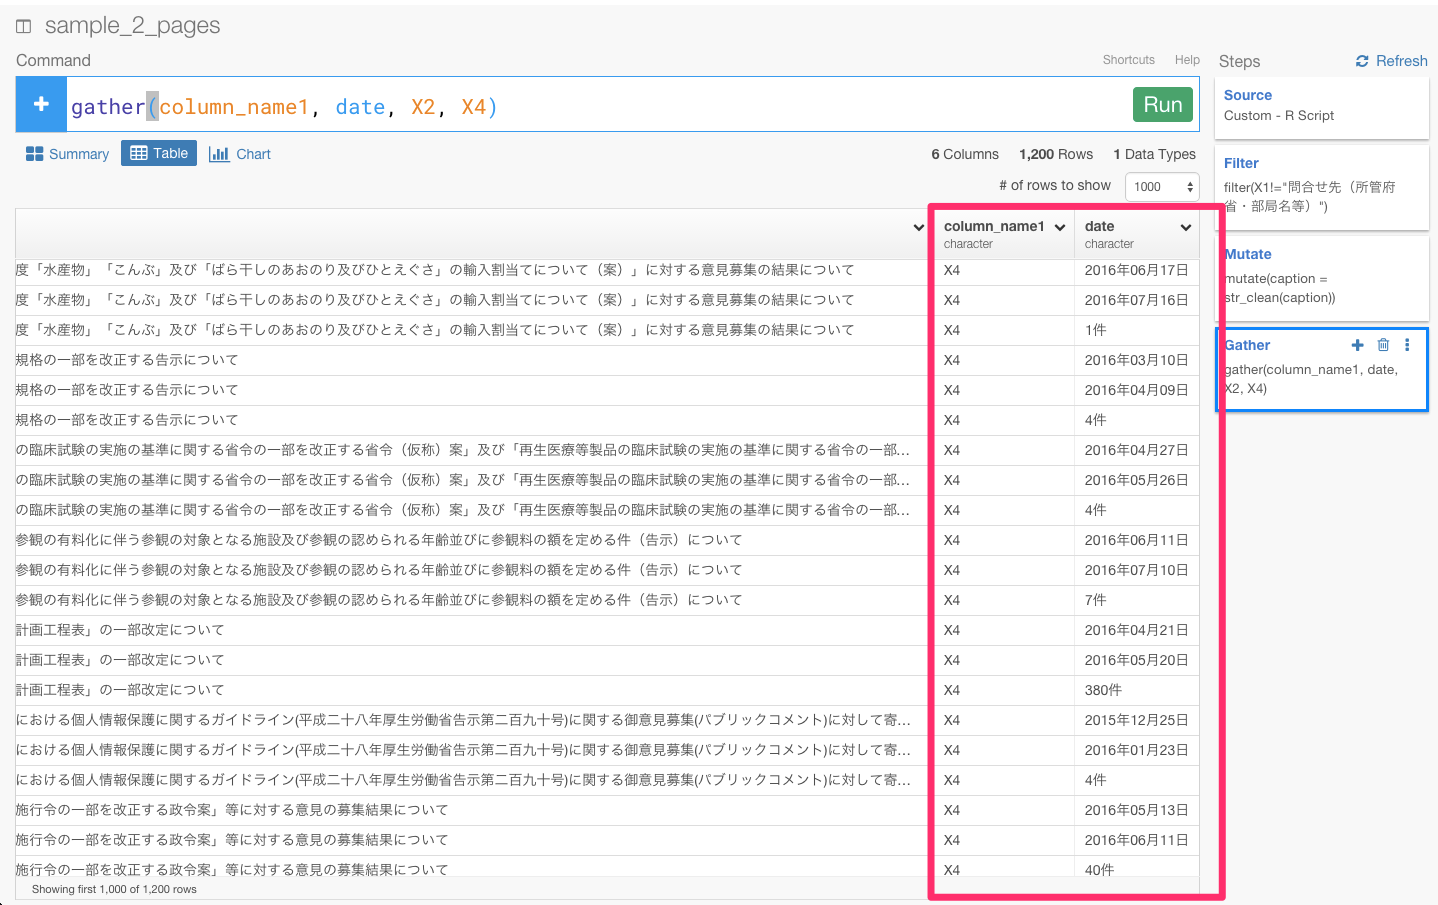 sample_2_pages
Command
Shortcuts Help
gather(column_name1, date, X2, X4)
Run
Summary Table Chart
6 Columns 1,200 Rows 1 Data Types
# of rows to show 1000
column_name1 date
character character
度「水産物」「こんぶ」及び「ばら干しのあおのり及びひとえぐさ」の輸入割当てについて（案）」に対する意見募集の結果について X4 2016年06月17日
度「水産物」「こんぶ」及び「ばら干しのあおのり及びひとえぐさ」の輸入割当てについて（案）」に対する意見募集の結果について X4 2016年07月16日
度「水産物」「こんぶ」及び「ばら干しのあおのり及びひとえぐさ」の輸入割当てについて（案）」に対する意見募集の結果について X4 1件
規格の一部を改正する告示について X4 2016年03月10日
規格の一部を改正する告示について X4 2016年04月09日
規格の一部を改正する告示について X4 4件
の臨床試験の実施の基準に関する省令の一部を改正する省令（仮称）案」及び「再生医療等製品の臨床試験の実施の基準に関する省令の一部... X4 2016年04月27日
の臨床試験の実施の基準に関する省令の一部を改正する省令（仮称）案」及び「再生医療等製品の臨床試験の実施の基準に関する省令の一部... X4 2016年05月26日
の臨床試験の実施の基準に関する省令の一部を改正する省令（仮称）案」及び「再生医療等製品の臨床試験の実施の基準に関する省令の一部... X4 4件
参観の有料化に伴う参観の対象となる施設及び参観の認められる年齢並びに参観料の額を定める件（告示）について X4 2016年06月11日
参観の有料化に伴う参観の対象となる施設及び参観の認められる年齢並びに参観料の額を定める件（告示）について X4 2016年07月10日
参観の有料化に伴う参観の対象となる施設及び参観の認められる年齢並びに参観料の額を定める件（告示）について X4 7件
計画工程表」の一部改定について X4 2016年04月21日
計画工程表」の一部改定について X4 2016年05月20日
計画工程表」の一部改定について X4 380件
における個人情報保護に関するガイドライン(平成二十八年厚生労働省告示第二百九十号)に関する御意見募集(パブリックコメント)に対して寄... X4 2015年12月25日
における個人情報保護に関するガイドライン(平成二十八年厚生労働省告示第二百九十号)に関する御意見募集(パブリックコメント)に対して寄... X4 2016年01月23日
における個人情報保護に関するガイドライン(平成二十八年厚生労働省告示第二百九十号)に関する御意見募集(パブリックコメント)に対して寄... X4 4件
施行令の一部を改正する政令案」等に対する意見の募集結果について X4 2016年05月13日
施行令の一部を改正する政令案」等に対する意見の募集結果について X4 2016年06月11日
施行令の一部を改正する政令案」等に対する意見の募集結果について X4 40件
Showing first 1,000 of 1,200 rows
Steps Refresh
Source
Custom - R Script
Filter
filter(X1!="問合せ先（所管府
省・部局名等）")
Mutate
mutate(caption =
str_clean(caption))
Gather
gather(column_name1, date,
X2, X4)